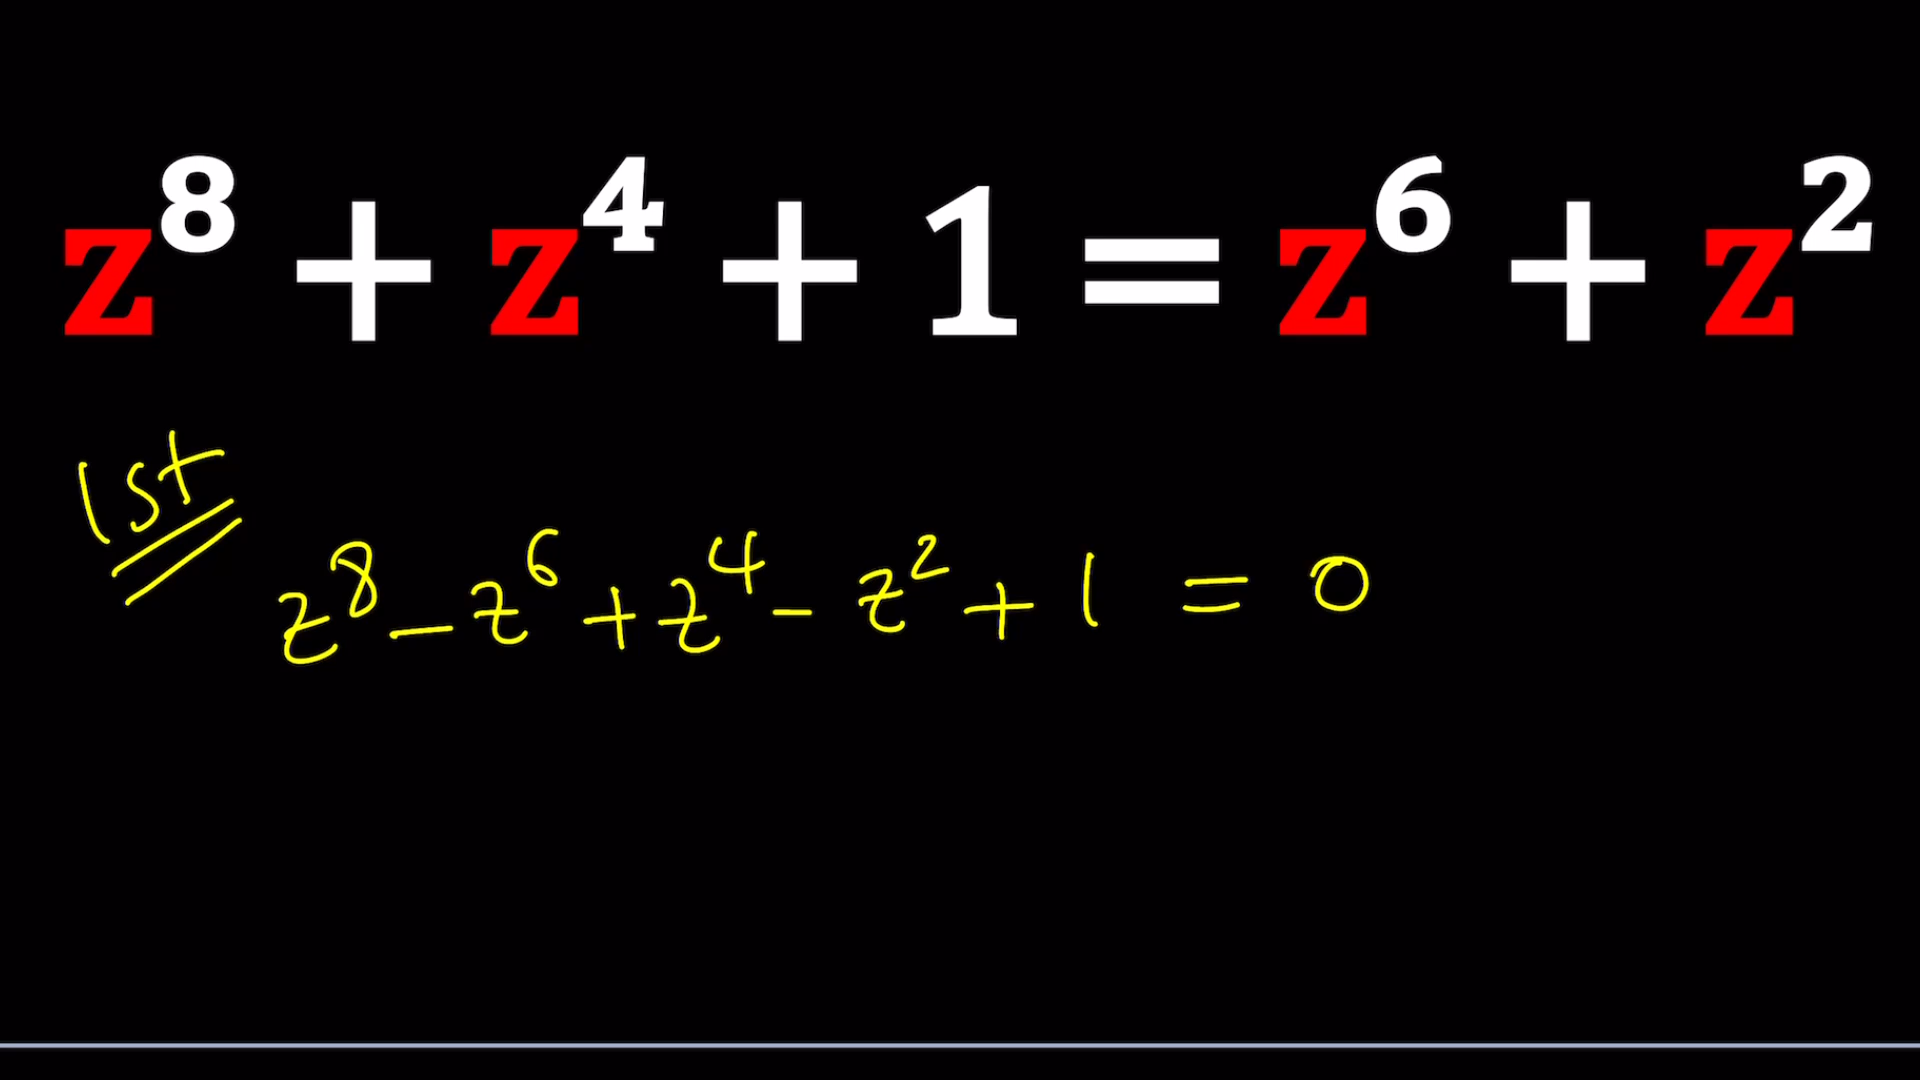 z⁸ + z⁴ + 1 = z⁶ + z²
1st
z⁸ - z⁶ + z⁴ - z² + 1 = 0